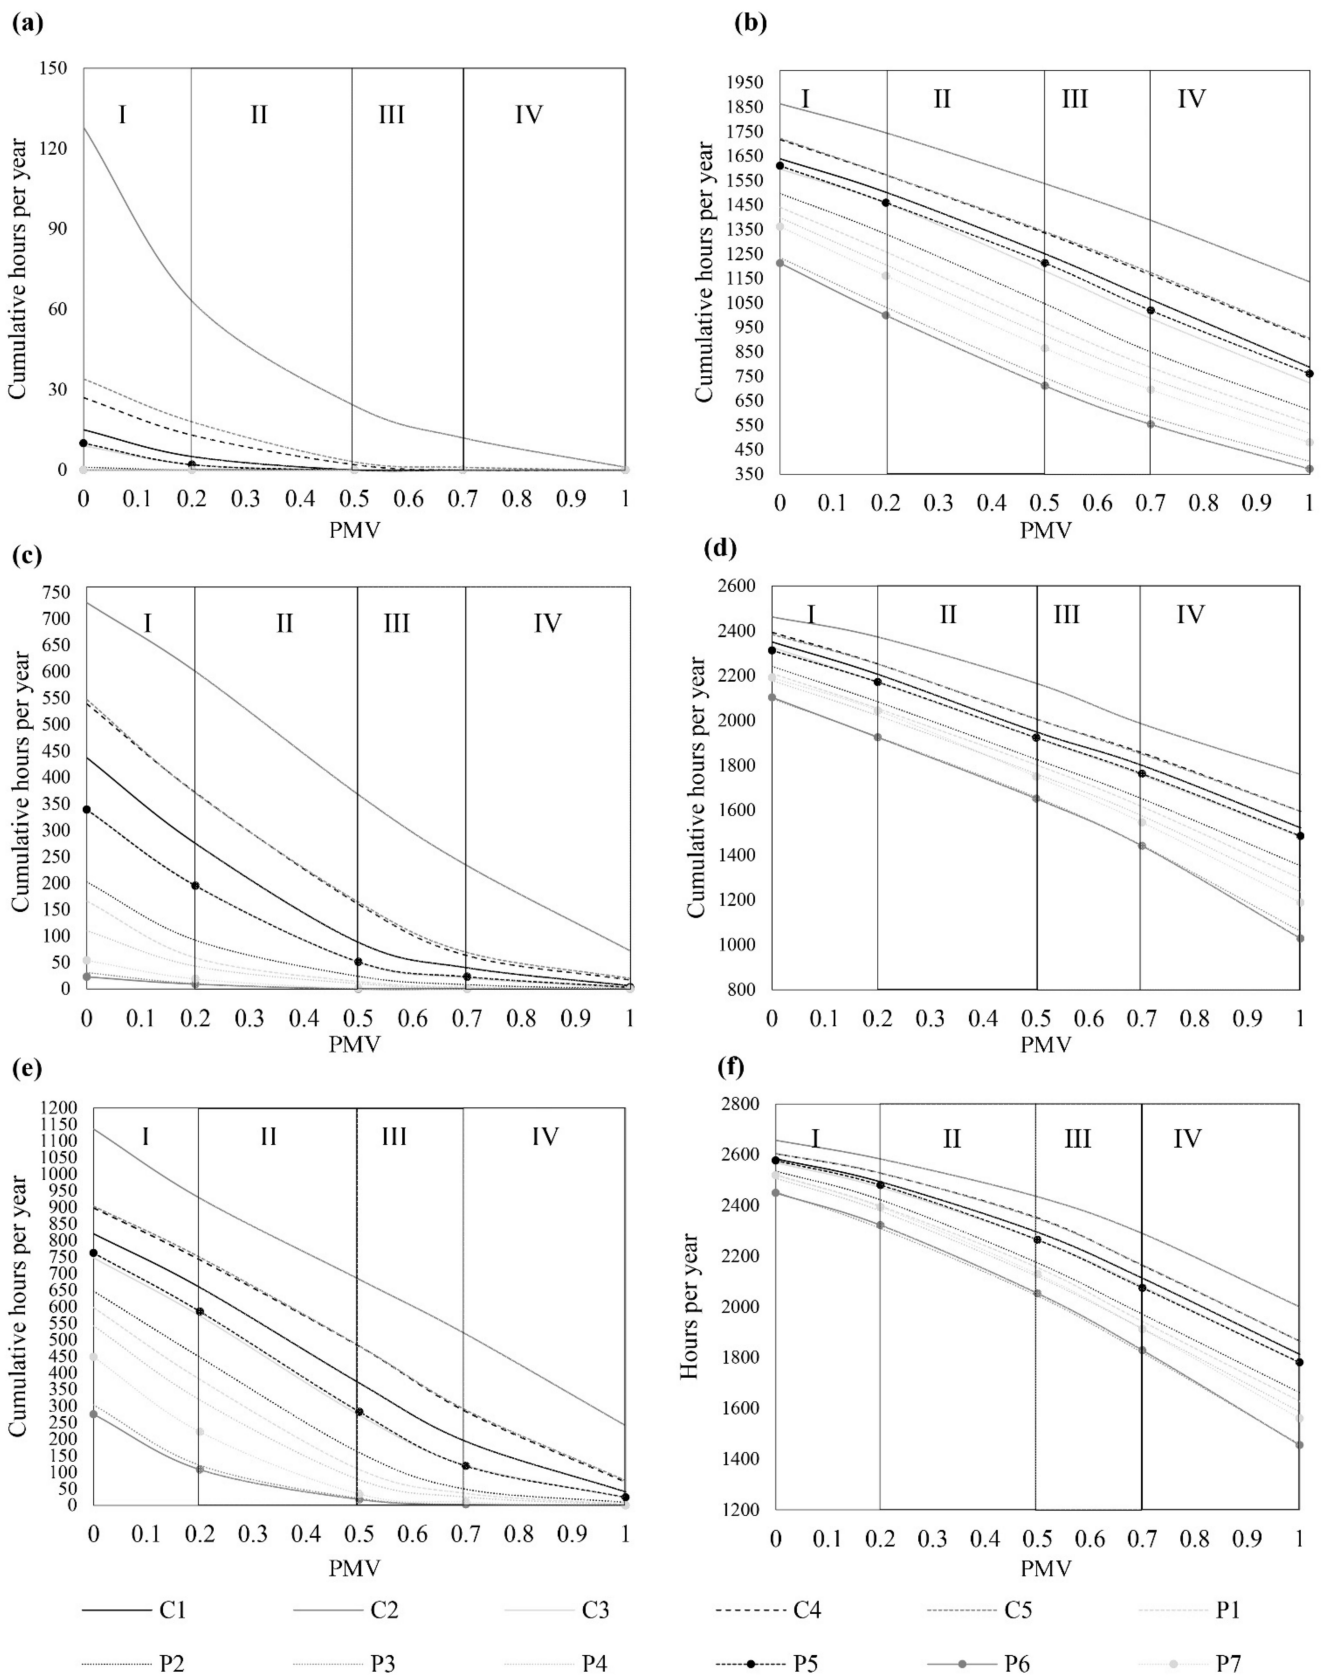 (a)
150
120
90
60
30
0
Cumulative hours per year
I II III IV
0 0.1 0.2 0.3 0.4 0.5 0.6 0.7 0.8 0.9 1
PMV
(b)
1950
1850
1750
1650
1550
1450
1350
1250
1150
1050
950
850
750
650
550
450
350
Cumulative hours per year
I II III IV
0 0.1 0.2 0.3 0.4 0.5 0.6 0.7 0.8 0.9 1
PMV
(c)
750
700
650
600
550
500
450
400
350
300
250
200
150
100
50
0
Cumulative hours per year
I II III IV
0 0.1 0.2 0.3 0.4 0.5 0.6 0.7 0.8 0.9 1
PMV
(d)
2600
2400
2200
2000
1800
1600
1400
1200
1000
800
Cumulative hours per year
I II III IV
0 0.1 0.2 0.3 0.4 0.5 0.6 0.7 0.8 0.9 1
PMV
(e)
1200
1150
1100
1050
1000
950
900
850
800
750
700
650
600
550
500
450
400
350
300
250
200
150
100
50
0
Cumulative hours per year
I II III IV
0 0.1 0.2 0.3 0.4 0.5 0.6 0.7 0.8 0.9 1
PMV
(f)
2800
2600
2400
2200
2000
1800
1600
1400
1200
Hours per year
I II III IV
0 0.1 0.2 0.3 0.4 0.5 0.6 0.7 0.8 0.9 1
PMV
C1 C2 C3 C4 C5 P1
P2 P3 P4 P5 P6 P7